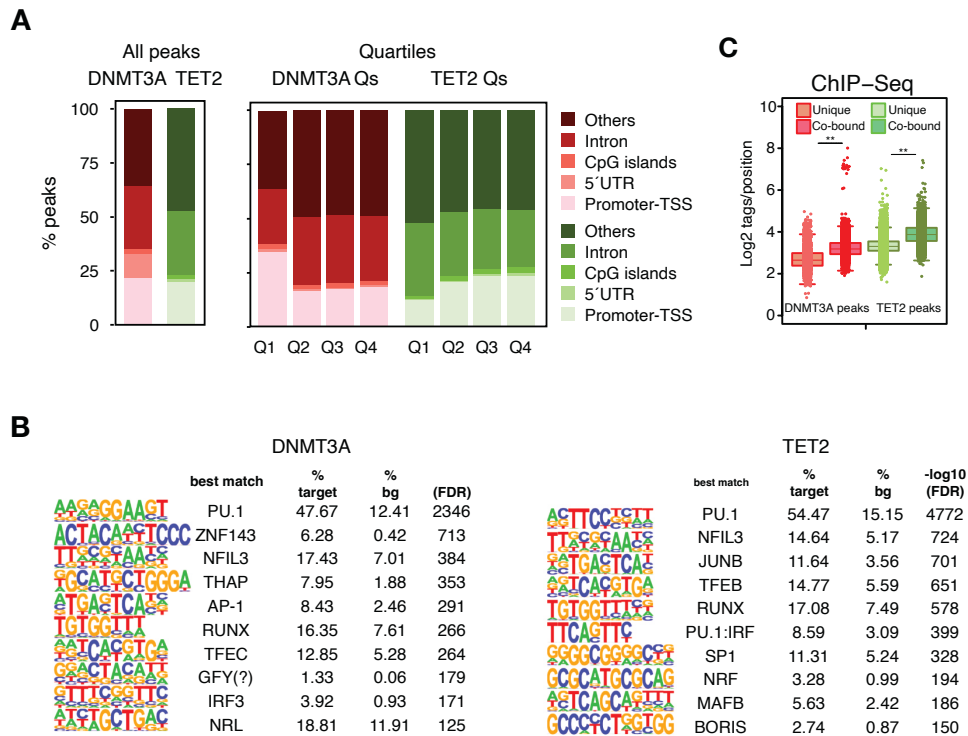 A
All peaks
DNMT3A TET2
Quartiles
DNMT3A Qs
TET2 Qs
% peaks
100
75
50
25
0
Q1 Q2 Q3 Q4 Q1 Q2 Q3 Q4
Others
Intron
CpG islands
5´UTR
Promoter-TSS
Others
Intron
CpG islands
5´UTR
Promoter-TSS
C
ChIP−Seq
Log2 tags/position
10
8
6
4
2
0
Unique
Co-bound
Unique
Co-bound
**
**
DNMT3A peaks
TET2 peaks
B
DNMT3A
best match % target % bg (FDR)
PU.1 47.67 12.41 2346
ZNF143 6.28 0.42 713
NFIL3 17.43 7.01 384
THAP 7.95 1.88 353
AP-1 8.43 2.46 291
RUNX 16.35 7.61 266
TFEC 12.85 5.28 264
GFY(?) 1.33 0.06 179
IRF3 3.92 0.93 171
NRL 18.81 11.91 125
TET2
best match % target % bg -log10 (FDR)
PU.1 54.47 15.15 4772
NFIL3 14.64 5.17 724
JUNB 11.64 3.56 701
TFEB 14.77 5.59 651
RUNX 17.08 7.49 578
PU.1:IRF 8.59 3.09 399
SP1 11.31 5.24 328
NRF 3.28 0.99 194
MAFB 5.63 2.42 186
BORIS 2.74 0.87 150